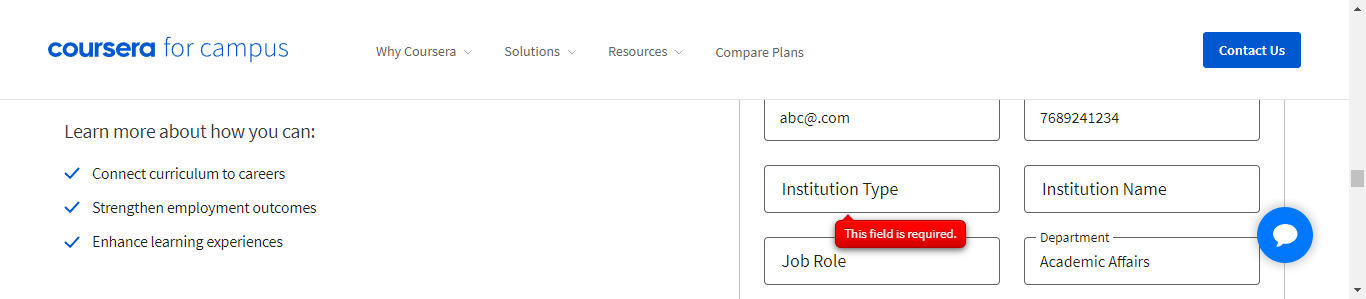 coursera for campus
Why Coursera
Solutions
Resources
Compare Plans
Contact Us
Learn more about how you can:
Connect curriculum to careers
Strengthen employment outcomes
Enhance learning experiences
abc@.com
7689241234
Institution Type
Institution Name
This field is required.
Job Role
Department
Academic Affairs